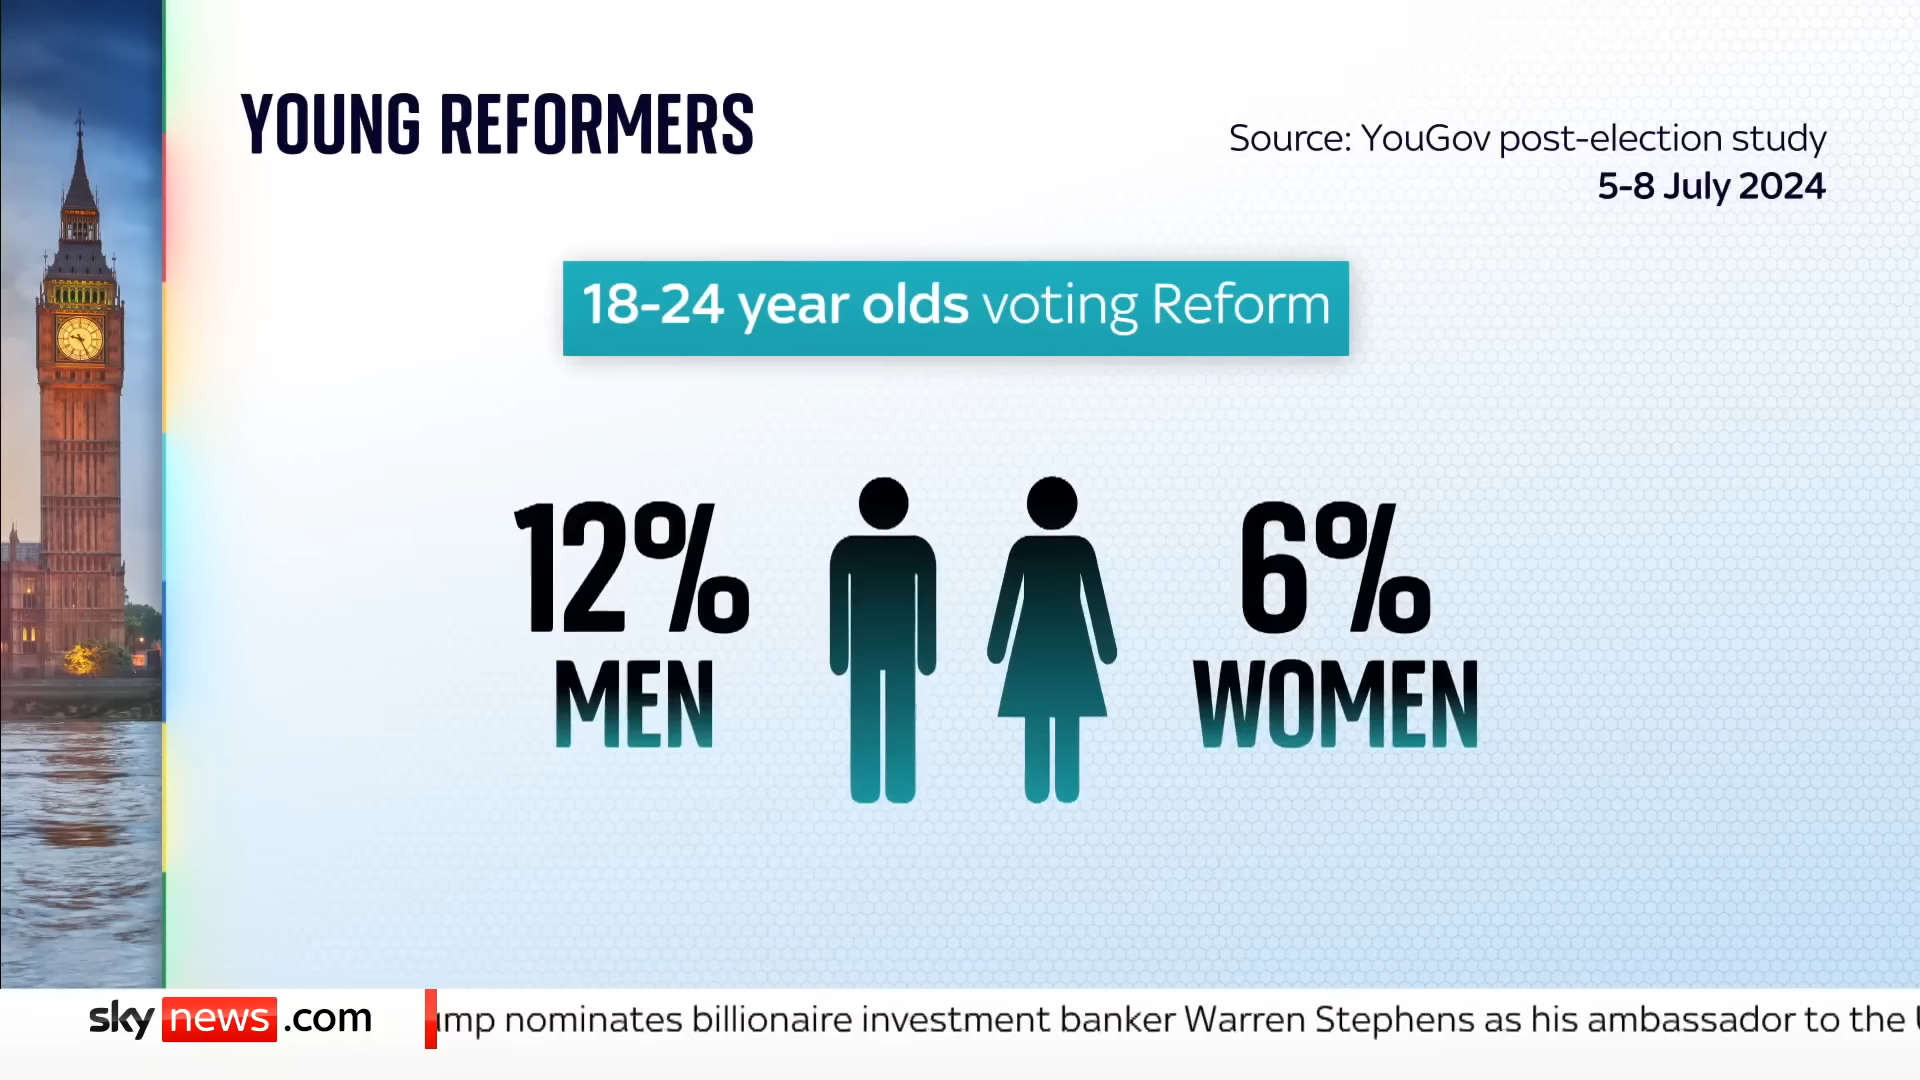 YOUNG REFORMERS
Source: YouGov post-election study
5-8 July 2024
18-24 year olds voting Reform
12%
MEN
6%
WOMEN
sky news .com
nominates billionaire investment banker Warren Stephens as his ambassador to the